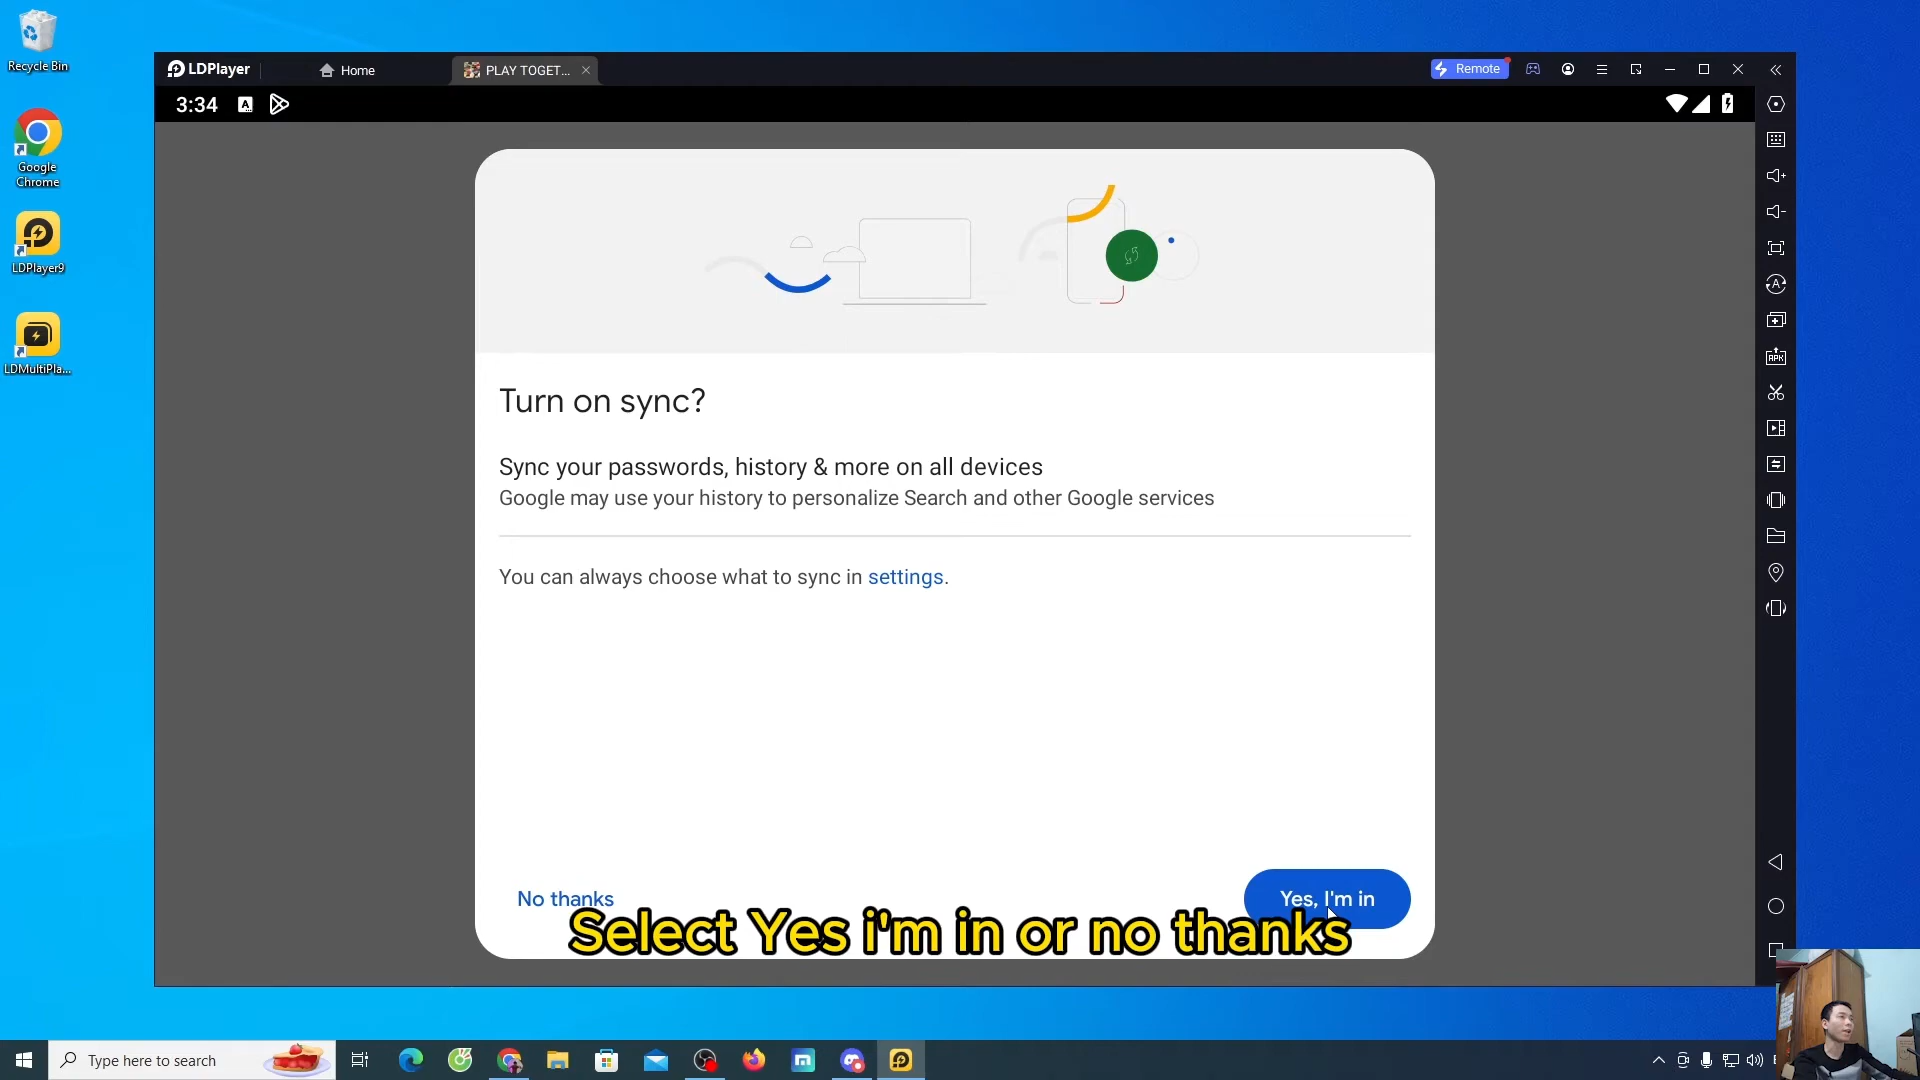 Recycle Bin
Google
Chrome
LDPlayer9
LDMultiPla...
LDPlayer
Home
PLAY TOGET...
Remote
3:34
A
A
APK
Turn on sync?
Sync your passwords, history & more on all devices
Google may use your history to personalize Search and other Google services
You can always choose what to sync in settings.
No thanks
Yes, I'm in
Select Yes i'm in or no thanks
Type here to search